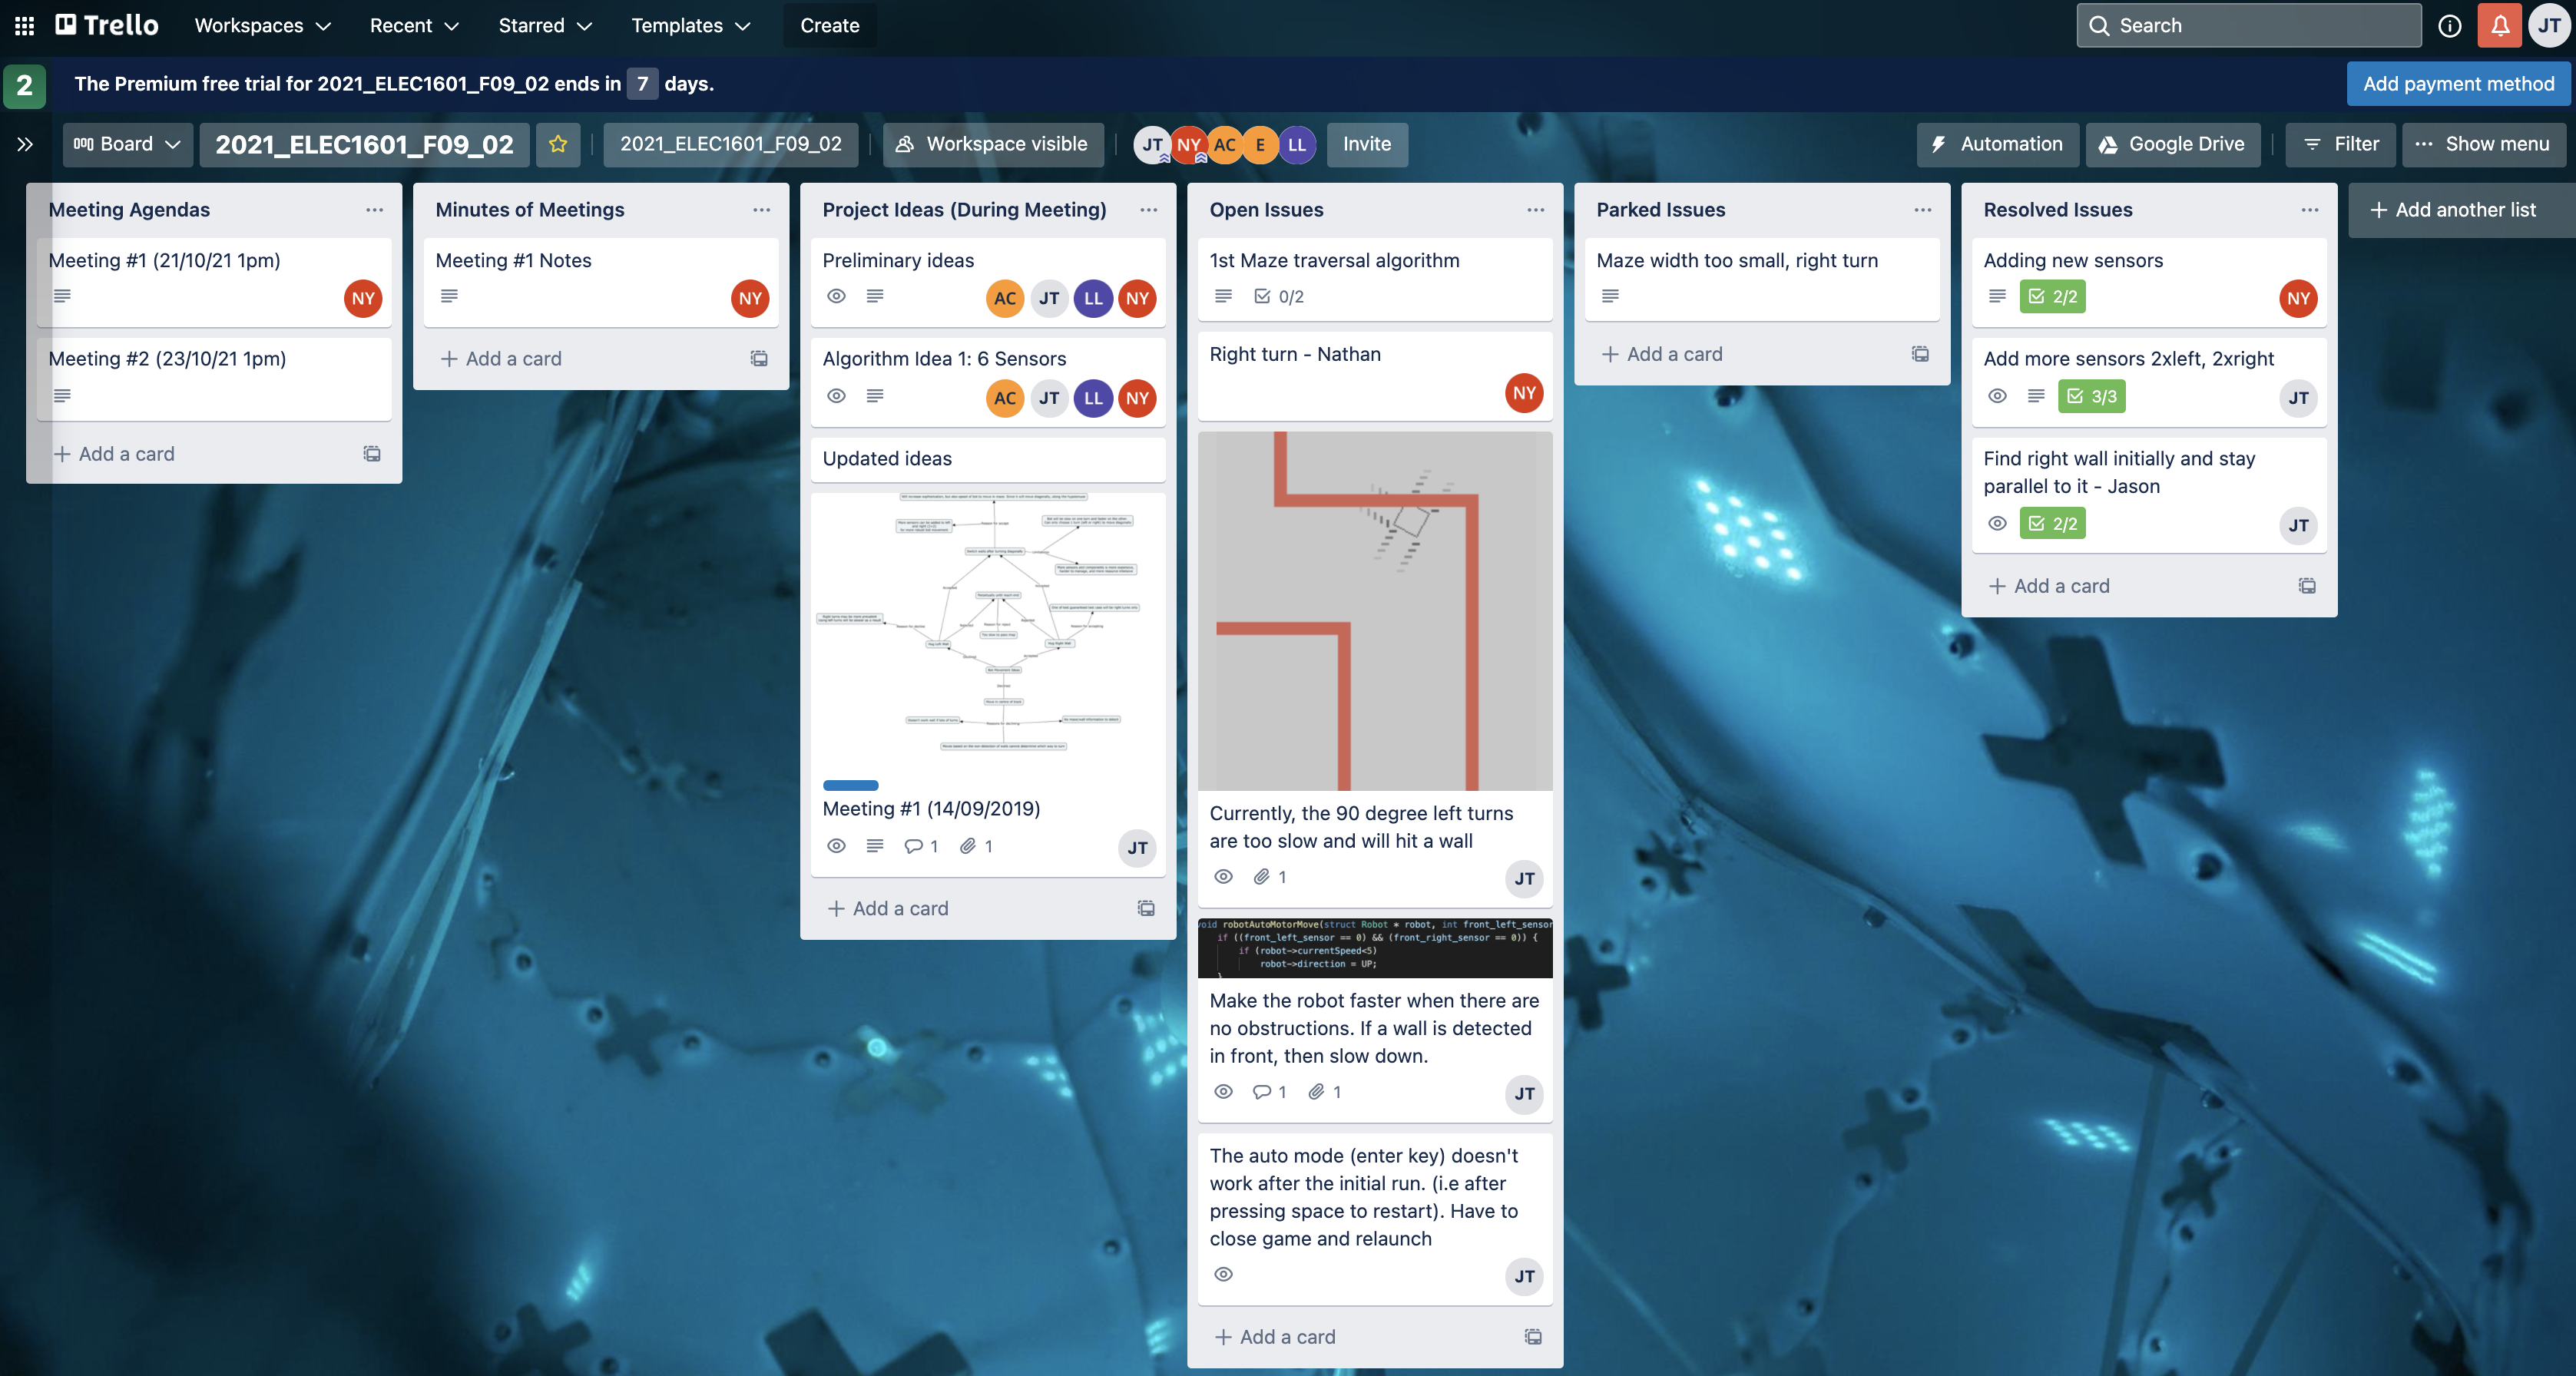 Trello
Workspaces
Recent
Starred
Templates
Create
Search
JT
2
The Premium free trial for 2021_ELEC1601_F09_02 ends in 7 days.
Add payment method
Board
2021_ELEC1601_F09_02
2021_ELEC1601_F09_02
Workspace visible
JT NY AC E LL
Invite
Automation
Google Drive
Filter
Show menu
Meeting Agendas
Meeting #1 (21/10/21 1pm)
NY
Meeting #2 (23/10/21 1pm)
+ Add a card
Minutes of Meetings
Meeting #1 Notes
NY
+ Add a card
Project Ideas (During Meeting)
Preliminary ideas
AC JT LL NY
Algorithm Idea 1: 6 Sensors
AC JT LL NY
Updated ideas
Meeting #1 (14/09/2019)
1 1
JT
+ Add a card
Open Issues
1st Maze traversal algorithm
0/2
Right turn - Nathan
NY
Currently, the 90 degree left turns
are too slow and will hit a wall
1
JT
void robotAutoMotorMove(struct Robot * robot, int front_left_sensor
if ((front_left_sensor == 0) && (front_right_sensor == 0)) {
if (robot->currentSpeed<5)
robot->direction = UP;
}
Make the robot faster when there are
no obstructions. If a wall is detected
in front, then slow down.
1 1
JT
The auto mode (enter key) doesn't
work after the initial run. (i.e after
pressing space to restart). Have to
close game and relaunch
JT
+ Add a card
Parked Issues
Maze width too small, right turn
+ Add a card
Resolved Issues
Adding new sensors
2/2
NY
Add more sensors 2xleft, 2xright
3/3
JT
Find right wall initially and stay
parallel to it - Jason
2/2
JT
+ Add a card
+ Add another list